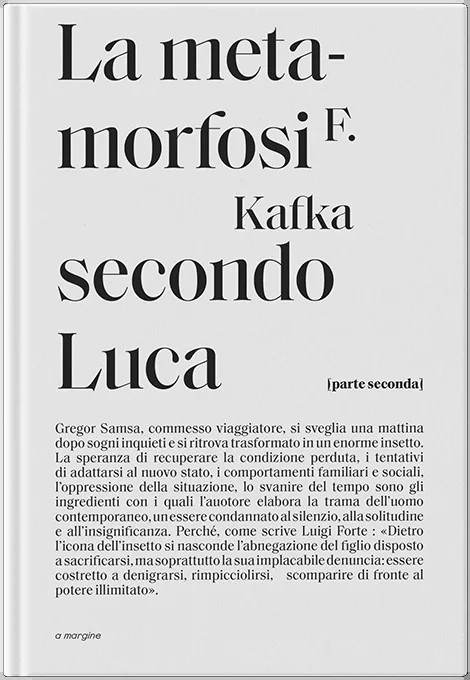 La meta-
morfosi F.
Kafka
secondo
Luca
[parte seconda]
Gregor Samsa, commesso viaggiatore, si sveglia una mattina
dopo sogni inquieti e si ritrova trasformato in un enorme insetto.
La speranza di recuperare la condizione perduta, i tentativi
di adattarsi al nuovo stato, i comportamenti familiari e sociali,
l'oppressione della situazione, lo svanire del tempo sono gli
ingredienti con i quali l'auotore elabora la trama dell'uomo
contemporaneo, un essere condannato al silenzio, alla solitudine
e all'insignificanza. Perché, come scrive Luigi Forte : «Dietro
l'icona dell'insetto si nasconde l'abnegazione del figlio disposto
a sacrificarsi, ma soprattutto la sua implacabile denuncia: essere
costretto a denigrarsi, rimpicciolirsi, scomparire di fronte al
potere illimitato».
a margine